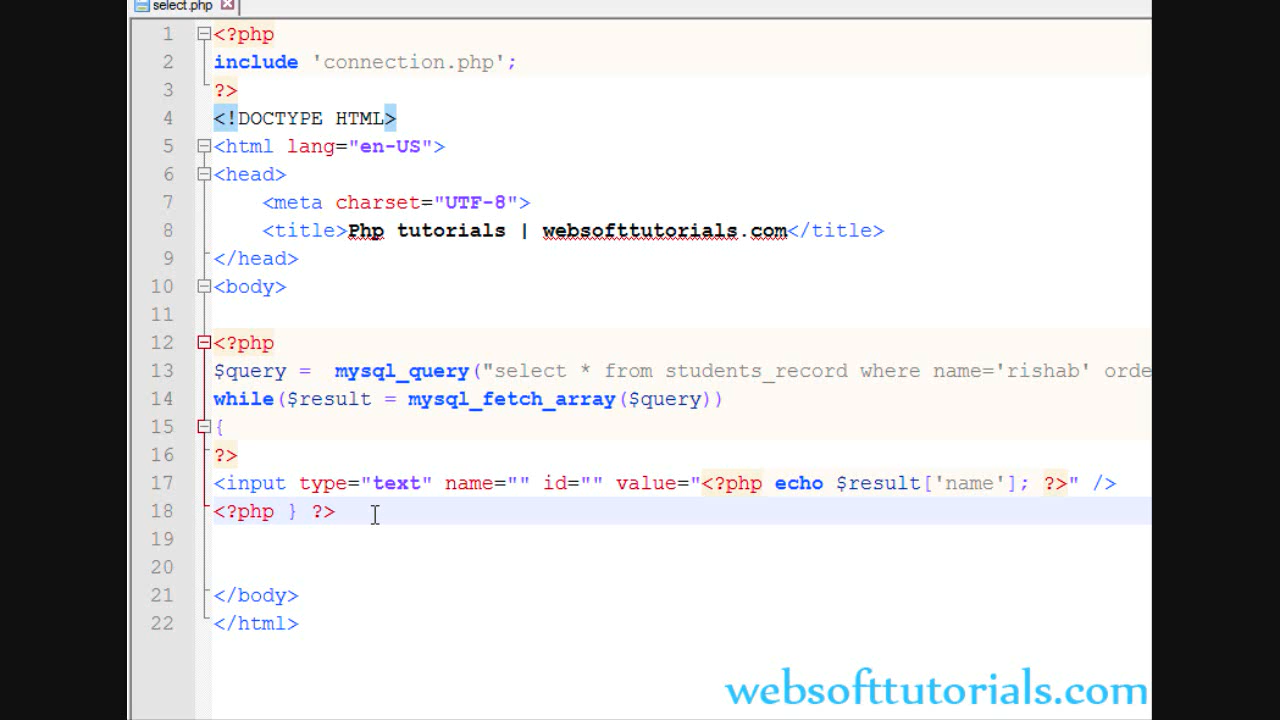 select.php
1 <?php
2 include 'connection.php';
3 ?>
4 <!DOCTYPE HTML>
5 <html lang="en-US">
6 <head>
7 <meta charset="UTF-8">
8 <title>Php tutorials | websofttutorials.com</title>
9 </head>
10 <body>
11
12 <?php
13 $query = mysql_query("select * from students_record where name='rishab' orde
14 while($result = mysql_fetch_array($query))
15 {
16 ?>
17 <input type="text" name="" id="" value="<?php echo $result['name']; ?>" />
18 <?php } ?>
19
20
21 </body>
22 </html>
websofttutorials.com